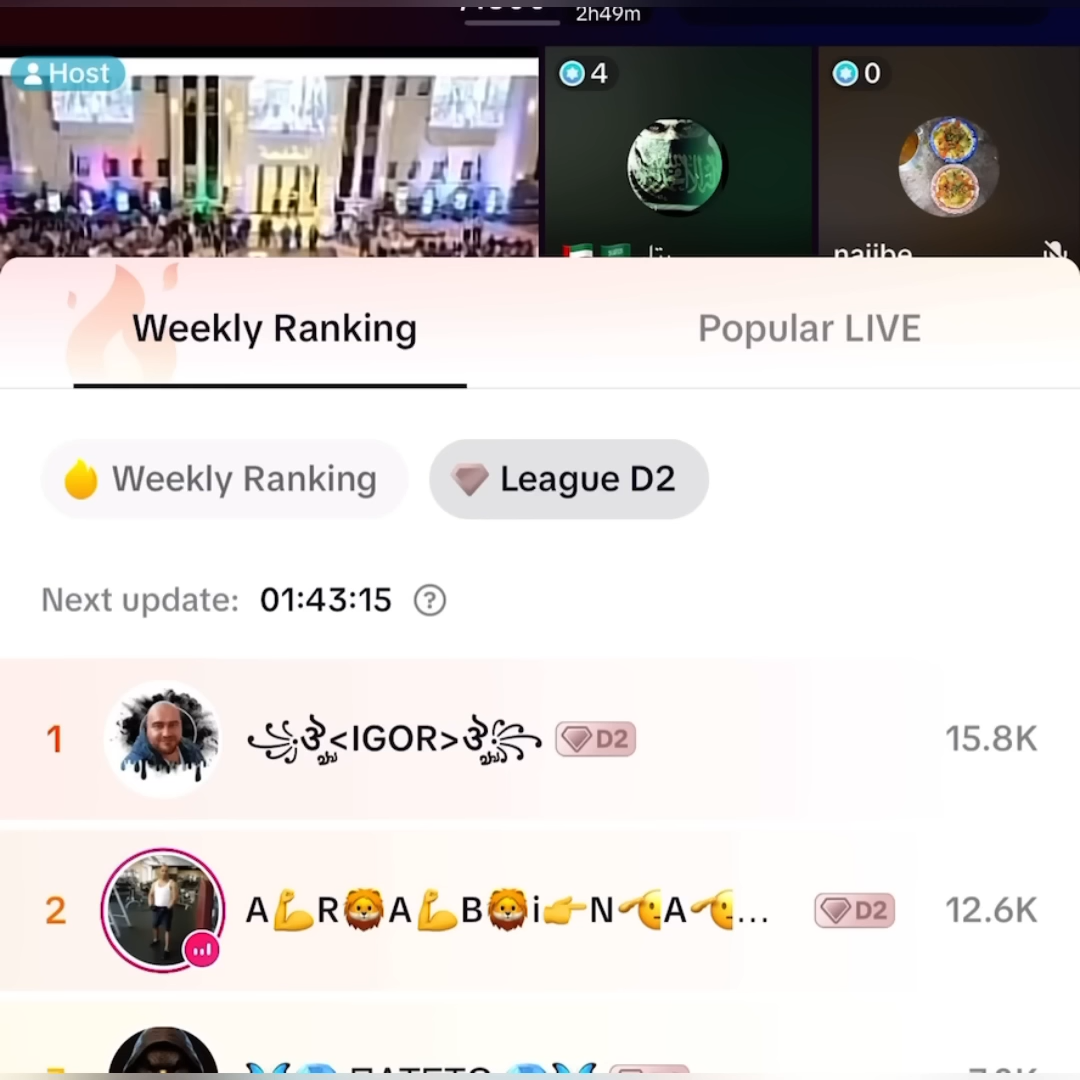 2h49m
Host
4
0
Weekly Ranking
Popular LIVE
Weekly Ranking
League D2
Next update: 01:43:15 ?
1
<IGOR>
D2
15.8K
2
A💪R🦁A💪B🦁i👉N🫤A🫤...
D2
12.6K